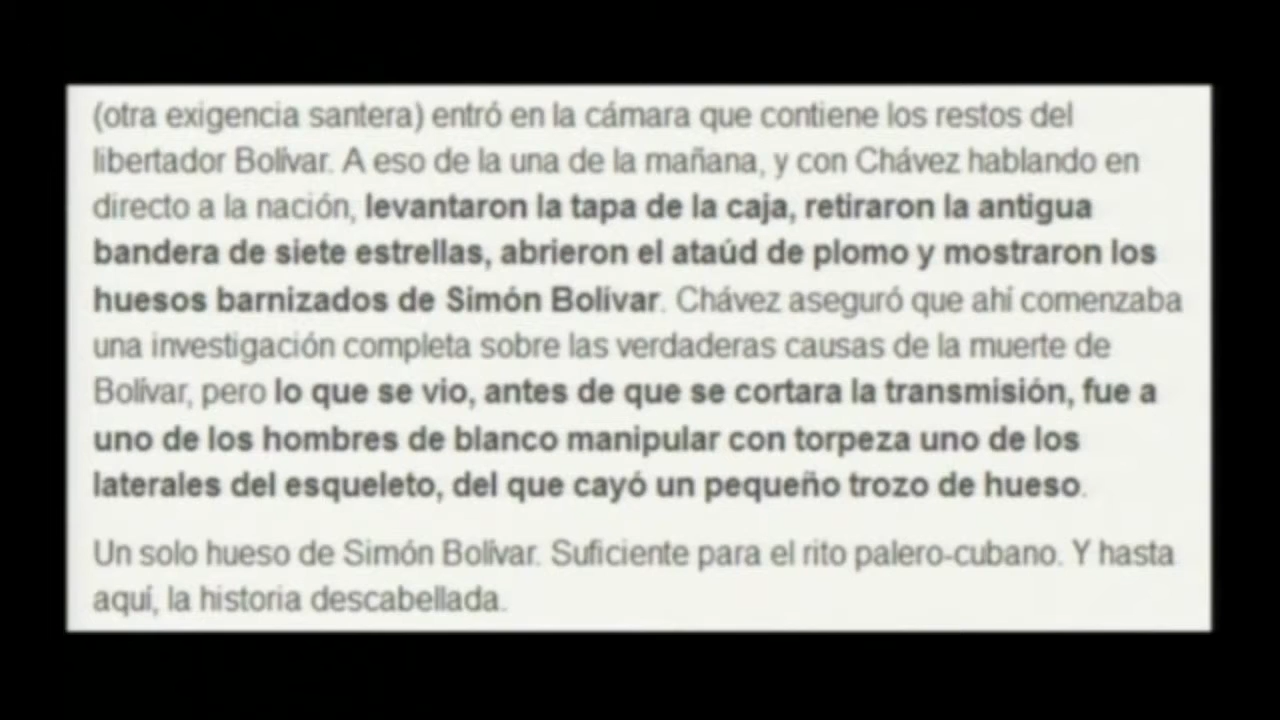 (otra exigencia santera) entró en la cámara que contiene los restos del
libertador Bolívar. A eso de la una de la mañana, y con Chávez hablando en
directo a la nación, levantaron la tapa de la caja, retiraron la antigua
bandera de siete estrellas, abrieron el ataúd de plomo y mostraron los
huesos barnizados de Simón Bolívar. Chávez aseguró que ahí comenzaba
una investigación completa sobre las verdaderas causas de la muerte de
Bolívar, pero lo que se vio, antes de que se cortara la transmisión, fue a
uno de los hombres de blanco manipular con torpeza uno de los
laterales del esqueleto, del que cayó un pequeño trozo de hueso.
Un solo hueso de Simón Bolívar. Suficiente para el rito palero-cubano. Y hasta
aquí, la historia descabellada.